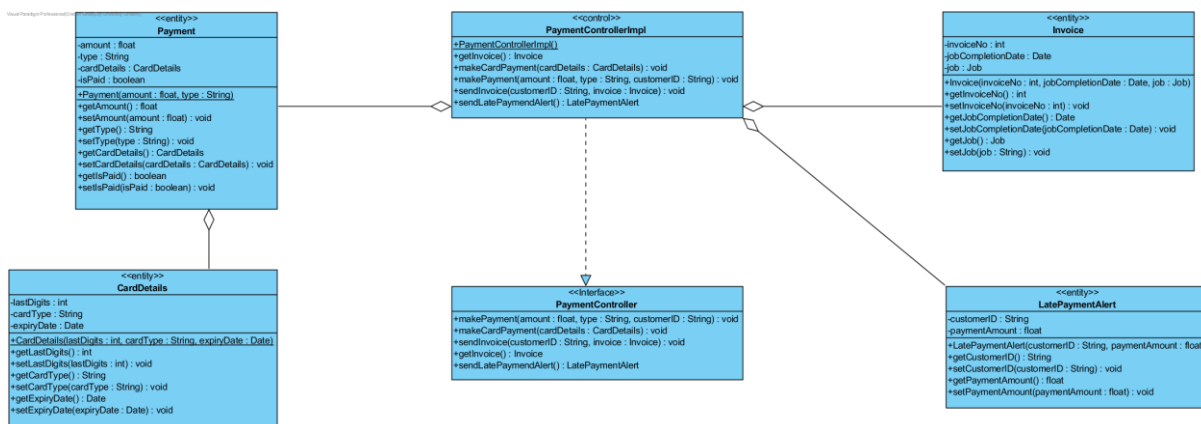 <<entity>>
Payment
-amount : float
-type : String
-cardDetails : CardDetails
-isPaid : boolean
+Payment(amount : float, type : String)
+getAmount() : float
+setAmount(amount : float) : void
+getType() : String
+setType(type : String) : void
+getCardDetails() : CardDetails
+setCardDetails(cardDetails : CardDetails) : void
+getIsPaid() : boolean
+setIsPaid(isPaid : boolean) : void
<<control>>
PaymentControllerImpl
+PaymentControllerImpl()
+getInvoice() : Invoice
+makeCardPayment(cardDetails : CardDetails) : void
+makePayment(amount : float, type : String, customerID : String) : void
+sendInvoice(customerID : String, invoice : Invoice) : void
+sendLatePaymendAlert() : LatePaymentAlert
<<entity>>
Invoice
-invoiceNo : int
-jobCompletionDate : Date
-job : Job
+Invoice(invoiceNo : int, jobCompletionDate : Date, job : Job)
+getInvoiceNo() : int
+setInvoiceNo(invoiceNo : int) : void
+getJobCompletionDate() : Date
+setJobCompletionDate(jobCompletionDate : Date) : void
+getJob() : Job
+setJob(job : String) : void
<<entity>>
CardDetails
-lastDigits : int
-cardType : String
-expiryDate : Date
+CardDetails(lastDigits : int, cardType : String, expiryDate : Date)
+getLastDigits() : int
+setLastDigits(lastDigits : int) : void
+getCardType() : String
+setCardType(cardType : String) : void
+getExpiryDate() : Date
+setExpiryDate(expiryDate : Date) : void
<<Interface>>
PaymentController
+makePayment(amount : float, type : String, customerID : String) : void
+makeCardPayment(cardDetails : CardDetails) : void
+sendInvoice(customerID : String, invoice : Invoice) : void
+getInvoice() : Invoice
+sendLatePaymendAlert() : LatePaymentAlert
<<entity>>
LatePaymentAlert
-customerID : String
-paymentAmount : float
+LatePaymentAlert(customerID : String, paymentAmount : float
+getCustomerID() : String
+setCustomerID(customerID : String) : void
+getPaymentAmount() : float
+setPaymentAmount(paymentAmount : float) : void